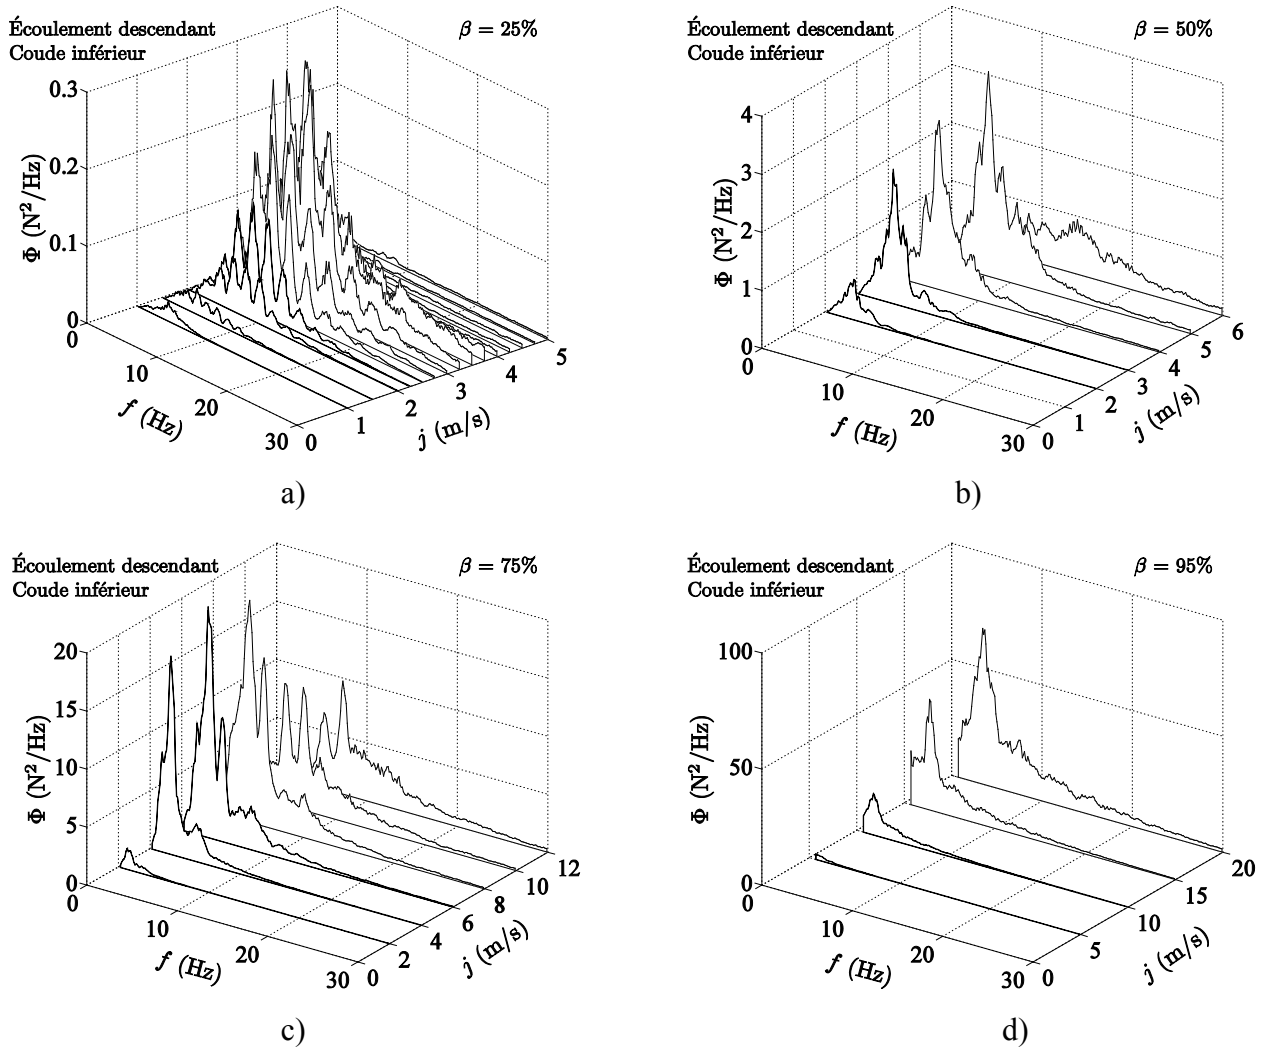 Écoulement descendant
Coude inférieur
β = 25%
0.3
0.2
0.1
0
Φ (N²/Hz)
0
10
20
30
f (Hz)
0
1
2
3
4
5
j (m/s)
a)
Écoulement descendant
Coude inférieur
β = 50%
4
3
2
1
0
Φ (N²/Hz)
0
10
20
30
f (Hz)
0
1
2
3
4
5
6
j (m/s)
b)
Écoulement descendant
Coude inférieur
β = 75%
20
15
10
5
0
Φ (N²/Hz)
0
10
20
30
f (Hz)
0
2
4
6
8
10
12
j (m/s)
c)
Écoulement descendant
Coude inférieur
β = 95%
100
50
0
Φ (N²/Hz)
0
10
20
30
f (Hz)
0
5
10
15
20
j (m/s)
d)